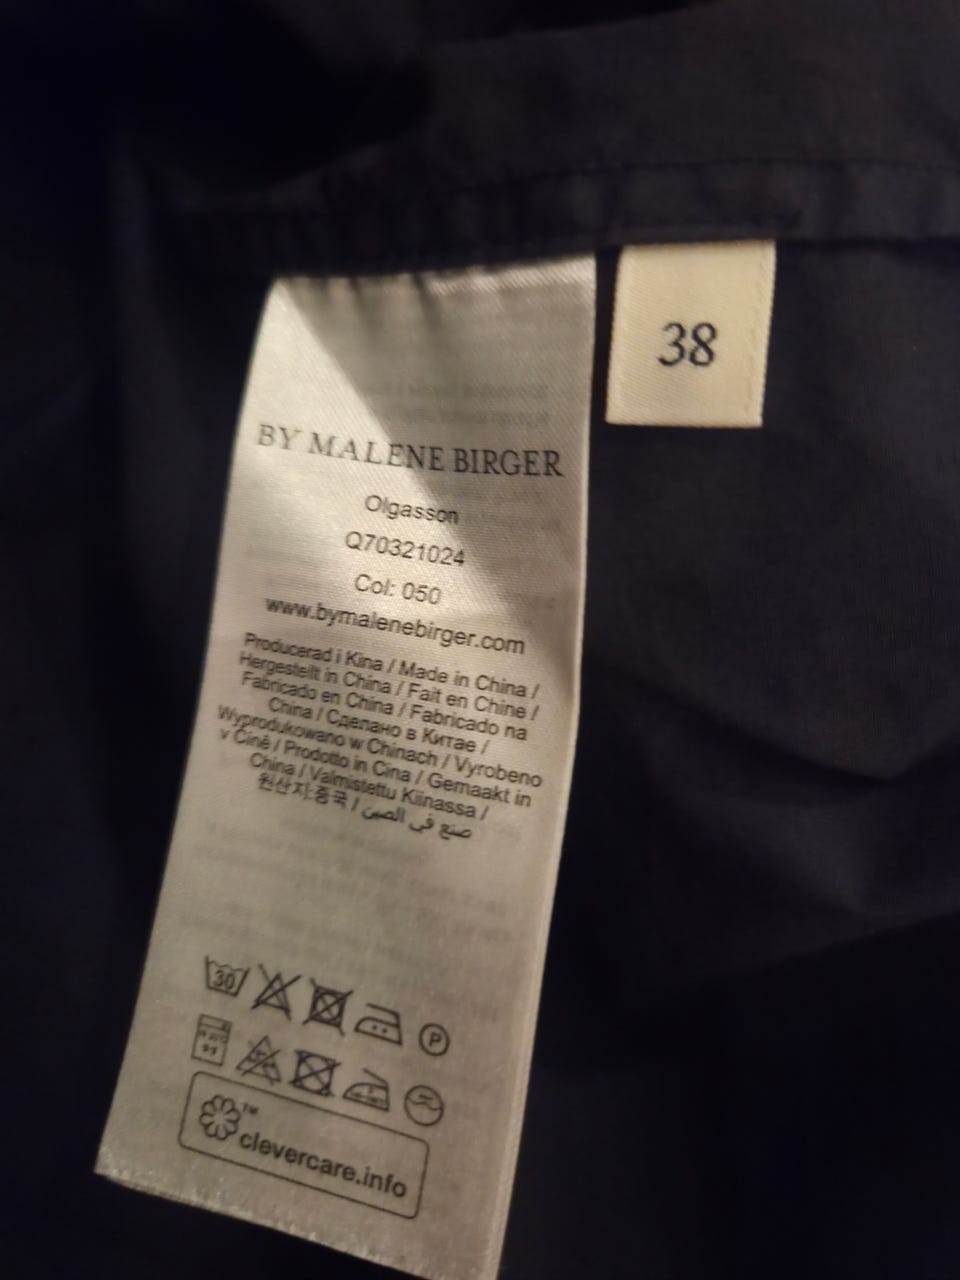 38
BY MALENE BIRGER
Olgasson
Q70321024
Col: 050
www.bymalenebirger.com
Producerad i Kina / Made in China /
Hergestellt in China / Fait en Chine /
Fabricado en China / Fabricado na
China / Сделано в Китае /
Wyprodukowano w Chinach / Vyrobeno
v Číně / Prodotto in Cina / Gemaakt in
China / Valmistettu Kiinassa /
원산지:중국 / صنع في الصين
30
P
™
clevercare.info